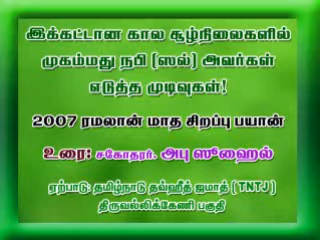 இக்கட்டான கால சூழ்நிலைகளில்
முகம்மது நபி (ஸல்) அவர்கள்
எடுத்த முடிவுகள்!
2007 ரமலான் மாத சிறப்பு பயான்
உரை: சகோதரர். அபு ஸுஹைல்
ஏற்பாடு: தமிழ்நாடு தவ்ஹீத் ஜமாத் ( TNTJ )
திருவல்லிக்கேணி பகுதி